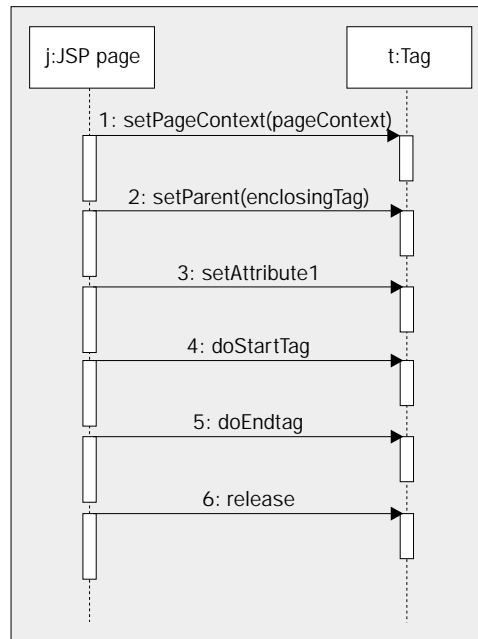 j:JSP page
t:Tag
1: setPageContext(pageContext)
2: setParent(enclosingTag)
3: setAttribute1
4: doStartTag
5: doEndtag
6: release